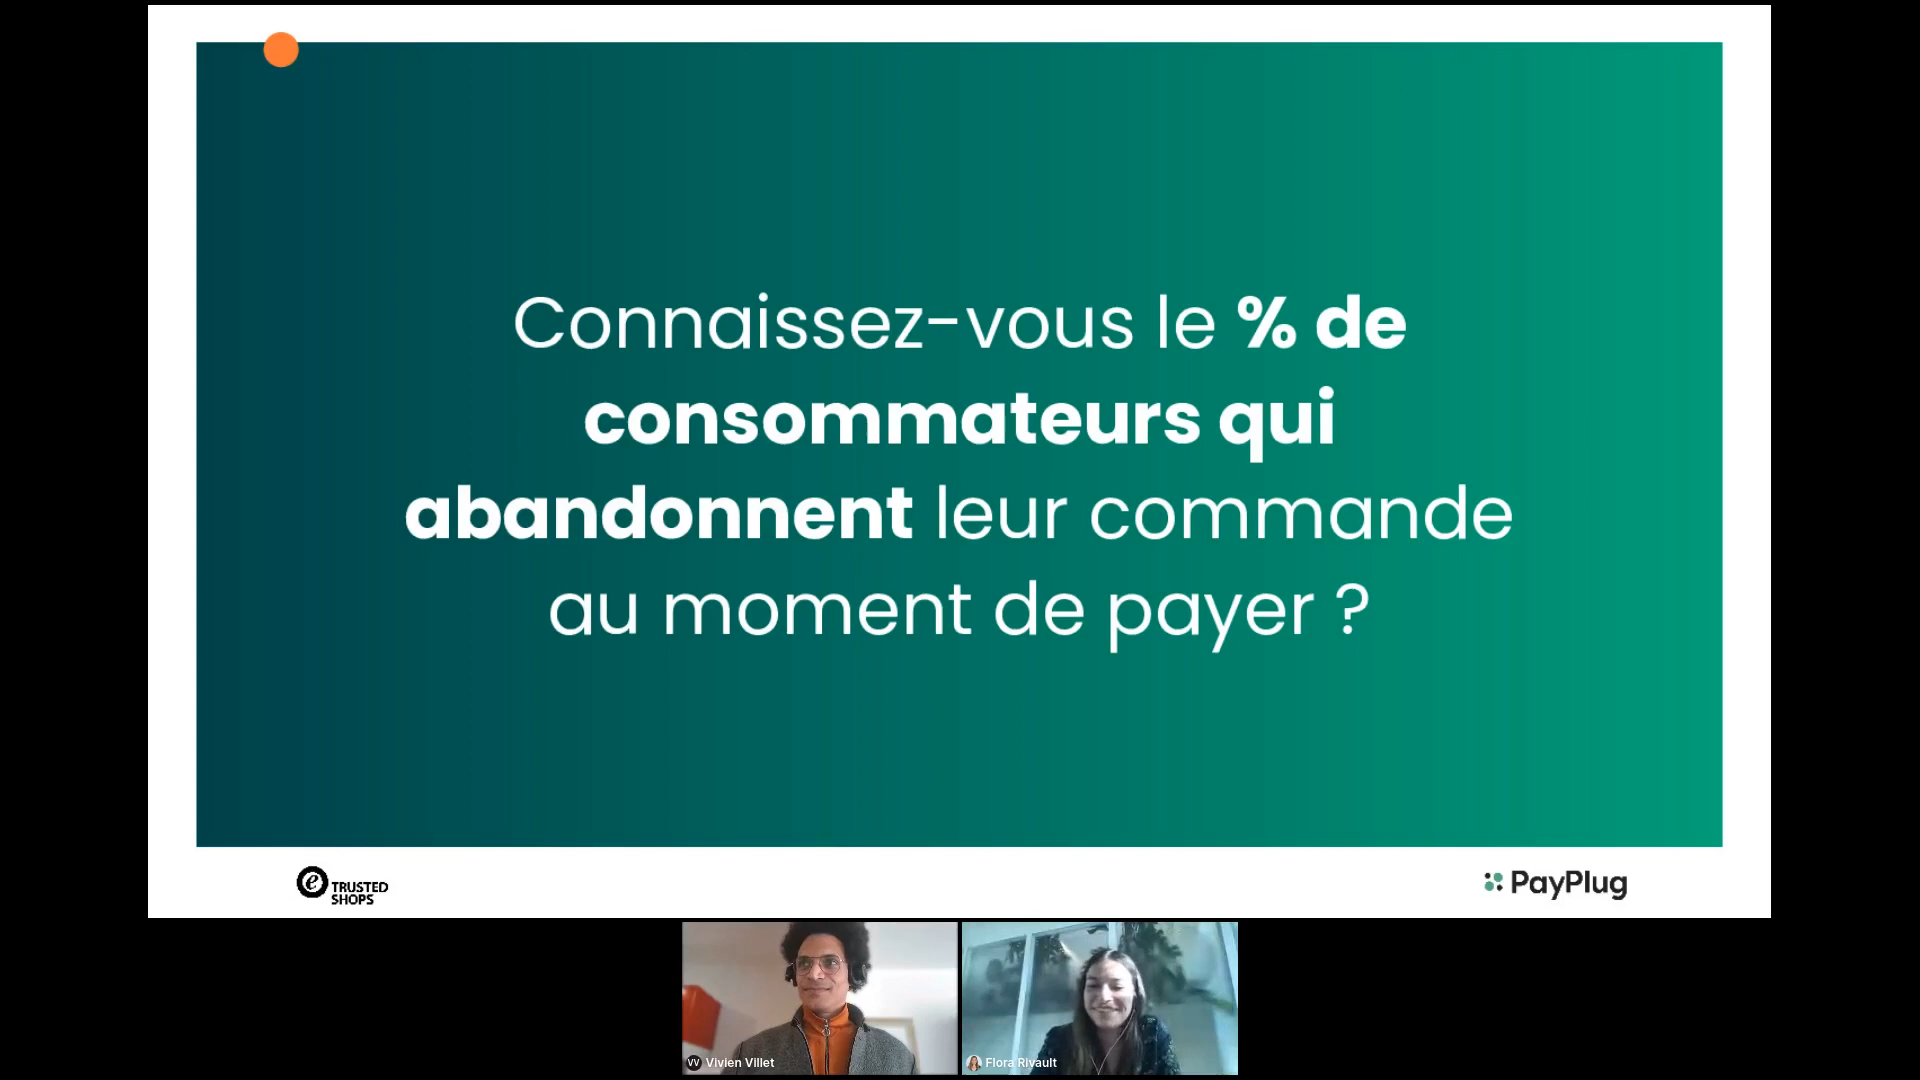 Connaissez-vous le % de
consommateurs qui
abandonnent leur commande
au moment de payer ?
e TRUSTED
SHOPS
PayPlug
VV Vivien Villet
Flora Rivault